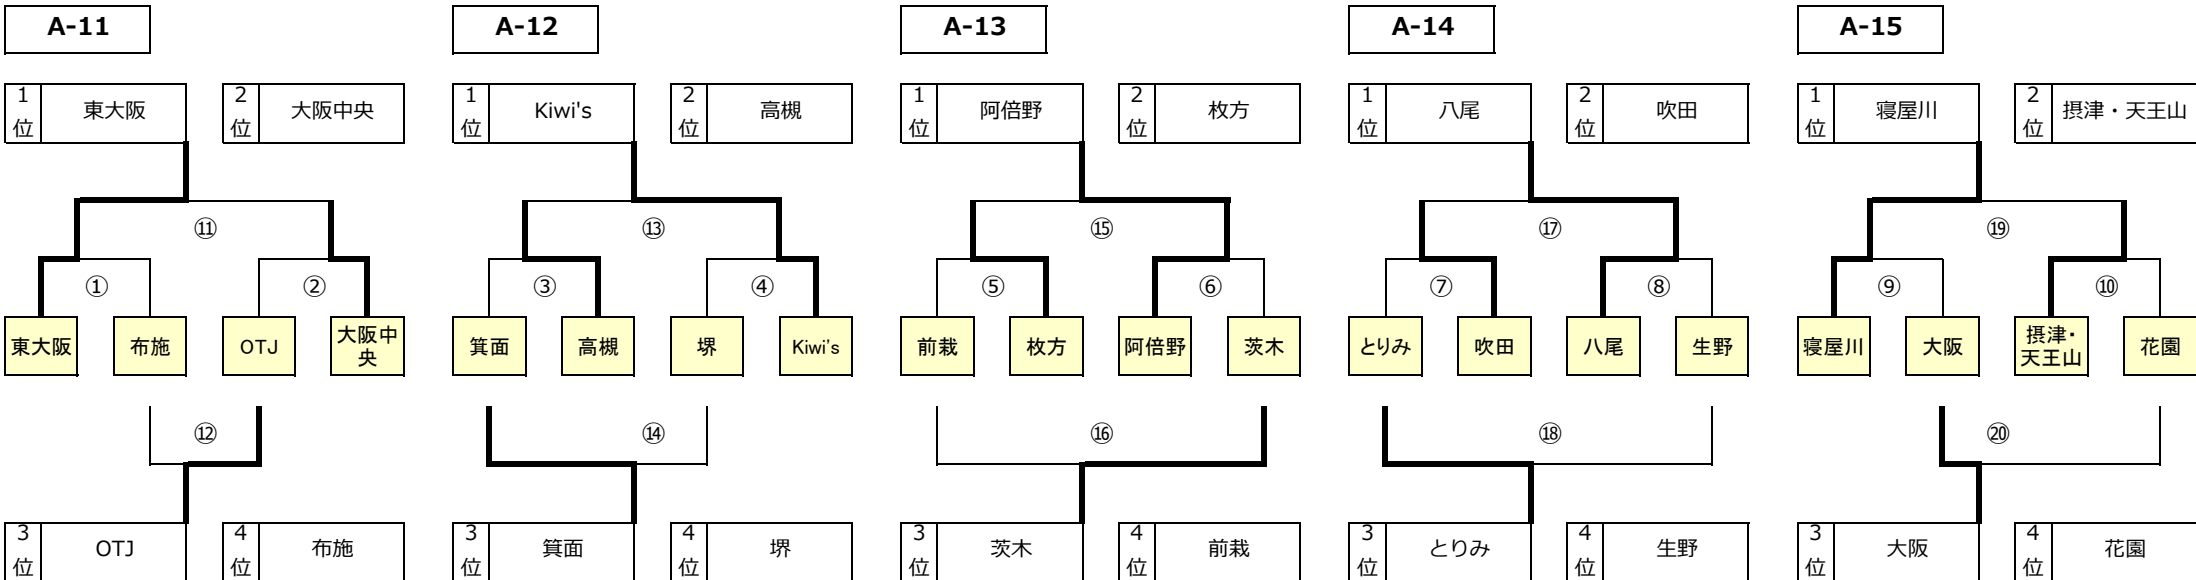 A-11 A-12 A-13 A-14 A-15
1位 東大阪 2位 大阪中央 1位 Kiwi's 2位 高槻 1位 阿倍野 2位 枚方 1位 八尾 2位 吹田 1位 寝屋川 2位 摂津・天王山
⑪ ⑬ ⑮ ⑰ ⑲
① ② ③ ④ ⑤ ⑥ ⑦ ⑧ ⑨ ⑩
東大阪 布施 OTJ 大阪中央 箕面 高槻 堺 Kiwi's 前栽 枚方 阿倍野 茨木 とりみ 吹田 八尾 生野 寝屋川 大阪 摂津・天王山 花園
⑫ ⑭ ⑯ ⑱ ⑳
3位 OTJ 4位 布施 3位 箕面 4位 堺 3位 茨木 4位 前栽 3位 とりみ 4位 生野 3位 大阪 4位 花園